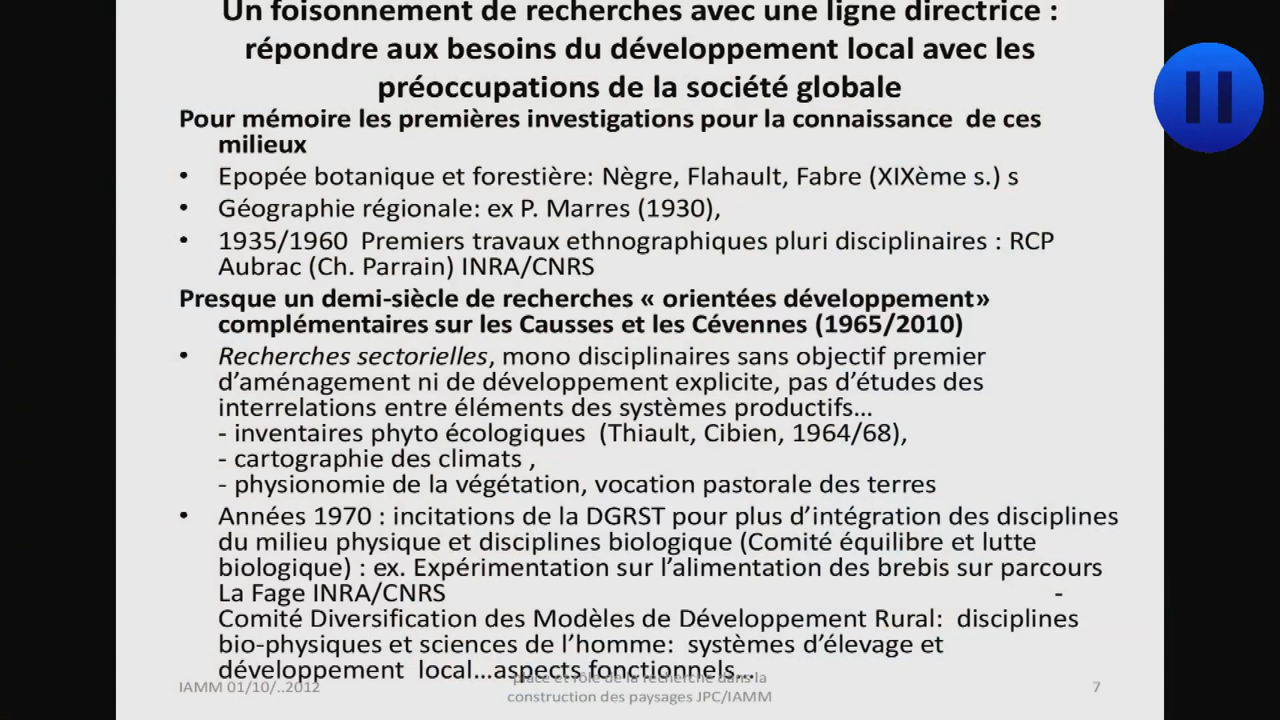 Un foisonnement de recherches avec une ligne directrice :
répondre aux besoins du développement local avec les
préoccupations de la société globale
Pour mémoire les premières investigations pour la connaissance  de ces
milieux
• Epopée botanique et forestière: Nègre, Flahault, Fabre (XIXème s.) s
• Géographie régionale: ex P. Marres (1930),
• 1935/1960  Premiers travaux ethnographiques pluri disciplinaires : RCP
Aubrac (Ch. Parrain) INRA/CNRS
Presque un demi-siècle de recherches « orientées développement»
complémentaires sur les Causses et les Cévennes (1965/2010)
• Recherches sectorielles, mono disciplinaires sans objectif premier
d’aménagement ni de développement explicite, pas d’études des
interrelations entre éléments des systèmes productifs…
- inventaires phyto écologiques  (Thiault, Cibien, 1964/68),
- cartographie des climats ,
- physionomie de la végétation, vocation pastorale des terres
• Années 1970 : incitations de la DGRST pour plus d’intégration des disciplines
du milieu physique et disciplines biologique (Comité équilibre et lutte
biologique) : ex. Expérimentation sur l’alimentation des brebis sur parcours
La Fage INRA/CNRS -
Comité Diversification des Modèles de Développement Rural:  disciplines
bio-physiques et sciences de l’homme:  systèmes d’élevage et
développement  local…aspects fonctionnels…
IAMM 01/10/..2012
place et rôle de la recherche dans la
construction des paysages JPC/IAMM
7